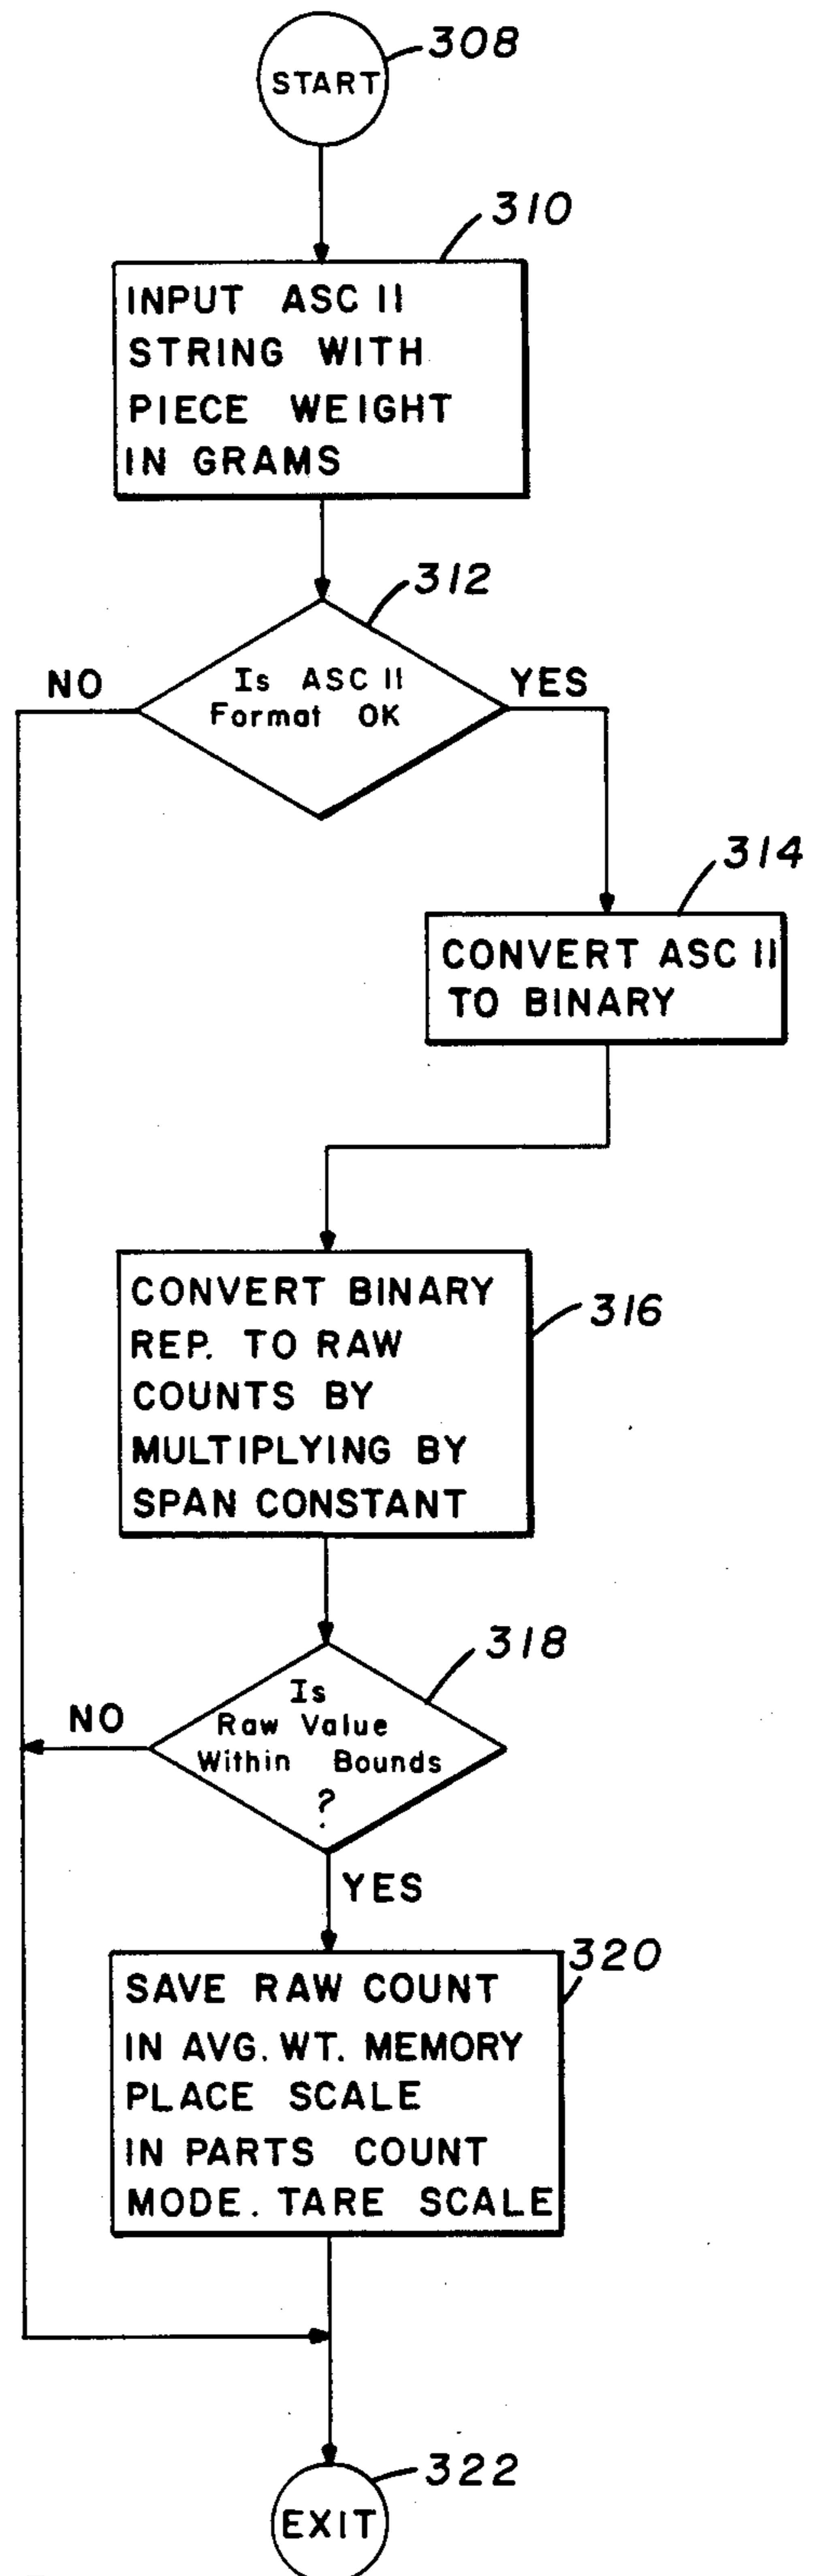 308
START
310
INPUT ASC II
STRING WITH
PIECE WEIGHT
IN GRAMS
312
NO
Is ASC II
Format OK
YES
314
CONVERT ASC II
TO BINARY
316
CONVERT BINARY
REP. TO RAW
COUNTS BY
MULTIPLYING BY
SPAN CONSTANT
318
NO
Is
Raw Value
Within Bounds
?
YES
320
SAVE RAW COUNT
IN AVG. WT. MEMORY
PLACE SCALE
IN PARTS COUNT
MODE. TARE SCALE
322
EXIT